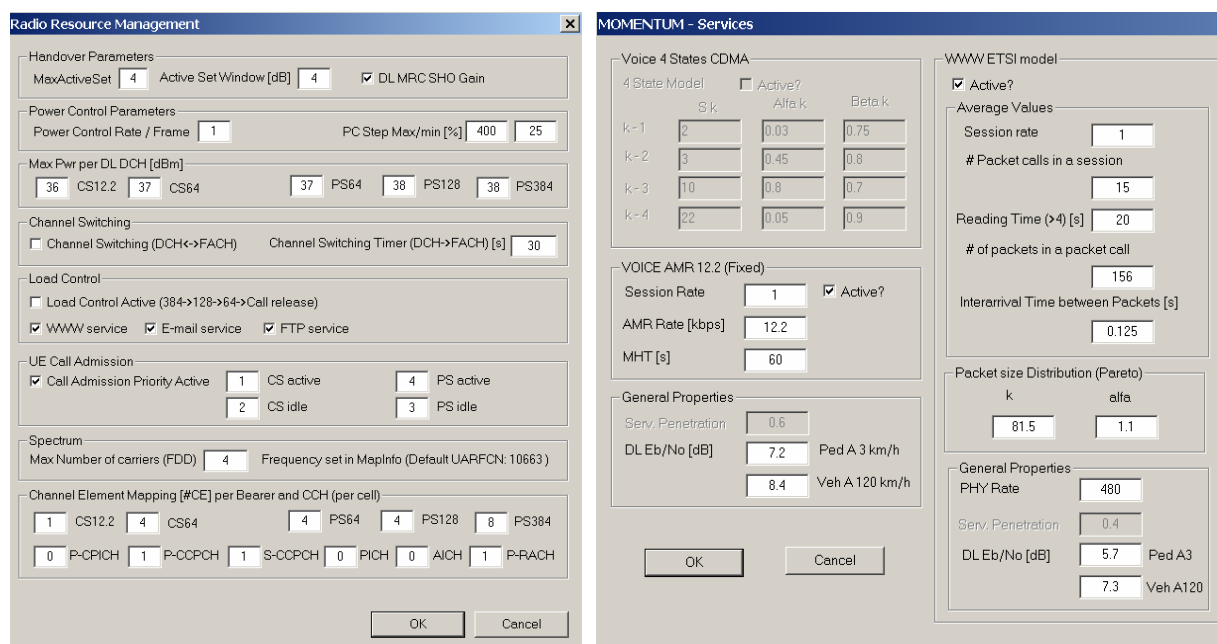 Radio Resource Management
Handover Parameters
MaxActiveSet 4 Active Set Window [dB] 4 DL MRC SHO Gain
Power Control Parameters
Power Control Rate / Frame 1 PC Step Max/min [%] 400 25
Max Pwr per DL DCH [dBm]
36 CS12.2 37 CS64 37 PS64 38 PS128 38 PS384
Channel Switching
Channel Switching (DCH<->FACH) Channel Switching Timer (DCH->FACH) [s] 30
Load Control
Load Control Active (384->128->64->Call release)
WWW service E-mail service FTP service
UE Call Admission
Call Admission Priority Active 1 CS active 4 PS active
2 CS idle 3 PS idle
Spectrum
Max Number of carriers (FDD) 4 Frequency set in MapInfo (Default UARFCN: 10663 )
Channel Element Mapping [#CE] per Bearer and CCH (per cell)
1 CS12.2 4 CS64 4 PS64 4 PS128 8 PS384
0 P-CPICH 1 P-CCPCH 1 S-CCPCH 0 PICH 0 AICH 1 P-RACH
OK Cancel
MOMENTUM - Services
Voice 4 States CDMA
4 State Model Active?
S k Alfa k Beta k
k - 1 2 0.03 0.75
k - 2 3 0.45 0.8
k - 3 10 0.8 0.7
k - 4 22 0.05 0.9
VOICE AMR 12.2 (Fixed)
Session Rate 1 Active?
AMR Rate [kbps] 12.2
MHT [s] 60
General Properties
Serv. Penetration 0.6
DL Eb/No [dB] 7.2 Ped A 3 km/h
8.4 Veh A 120 km/h
OK Cancel
WWW ETSI model
Active?
Average Values
Session rate 1
# Packet calls in a session
15
Reading Time (>4) [s] 20
# of packets in a packet call
156
Interarrival Time between Packets [s]
0.125
Packet size Distribution (Pareto)
k alfa
81.5 1.1
General Properties
PHY Rate 480
Serv. Penetration 0.4
DL Eb/No [dB] 5.7 Ped A3
7.3 Veh A120